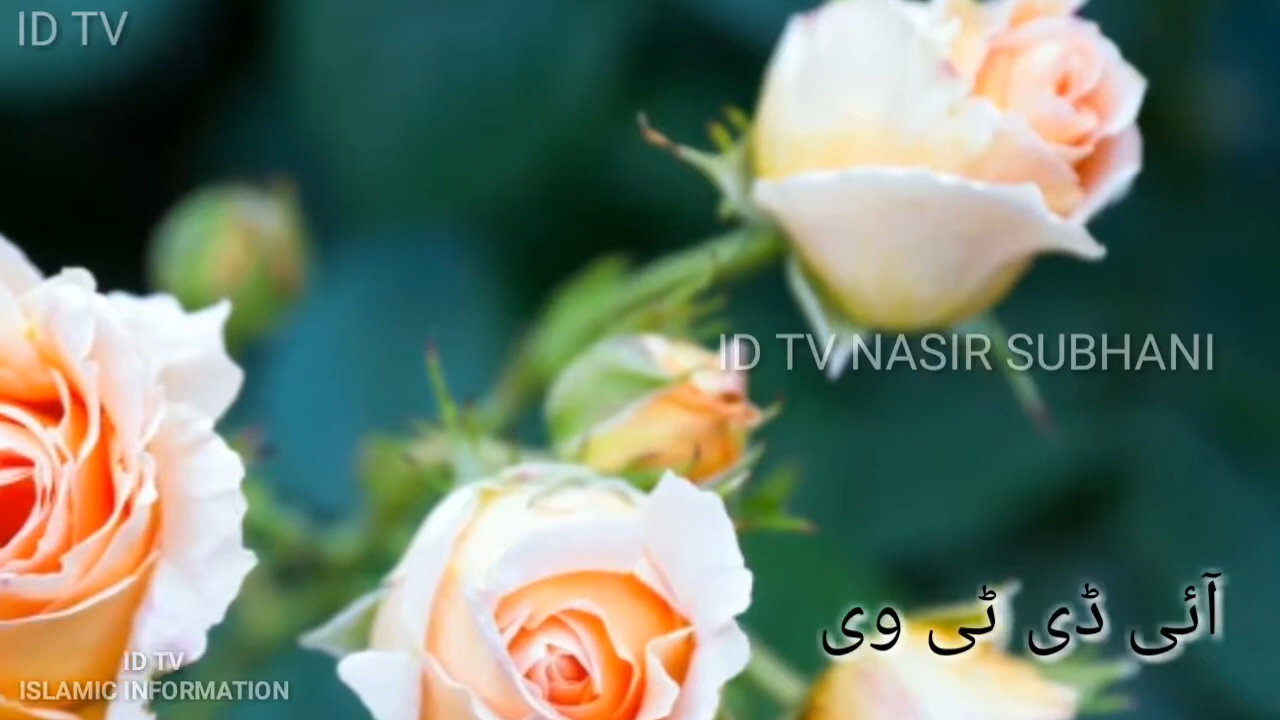 ID TV
ID TV NASIR SUBHANI
آئی ڈی ٹی وی
ID TV
ISLAMIC INFORMATION